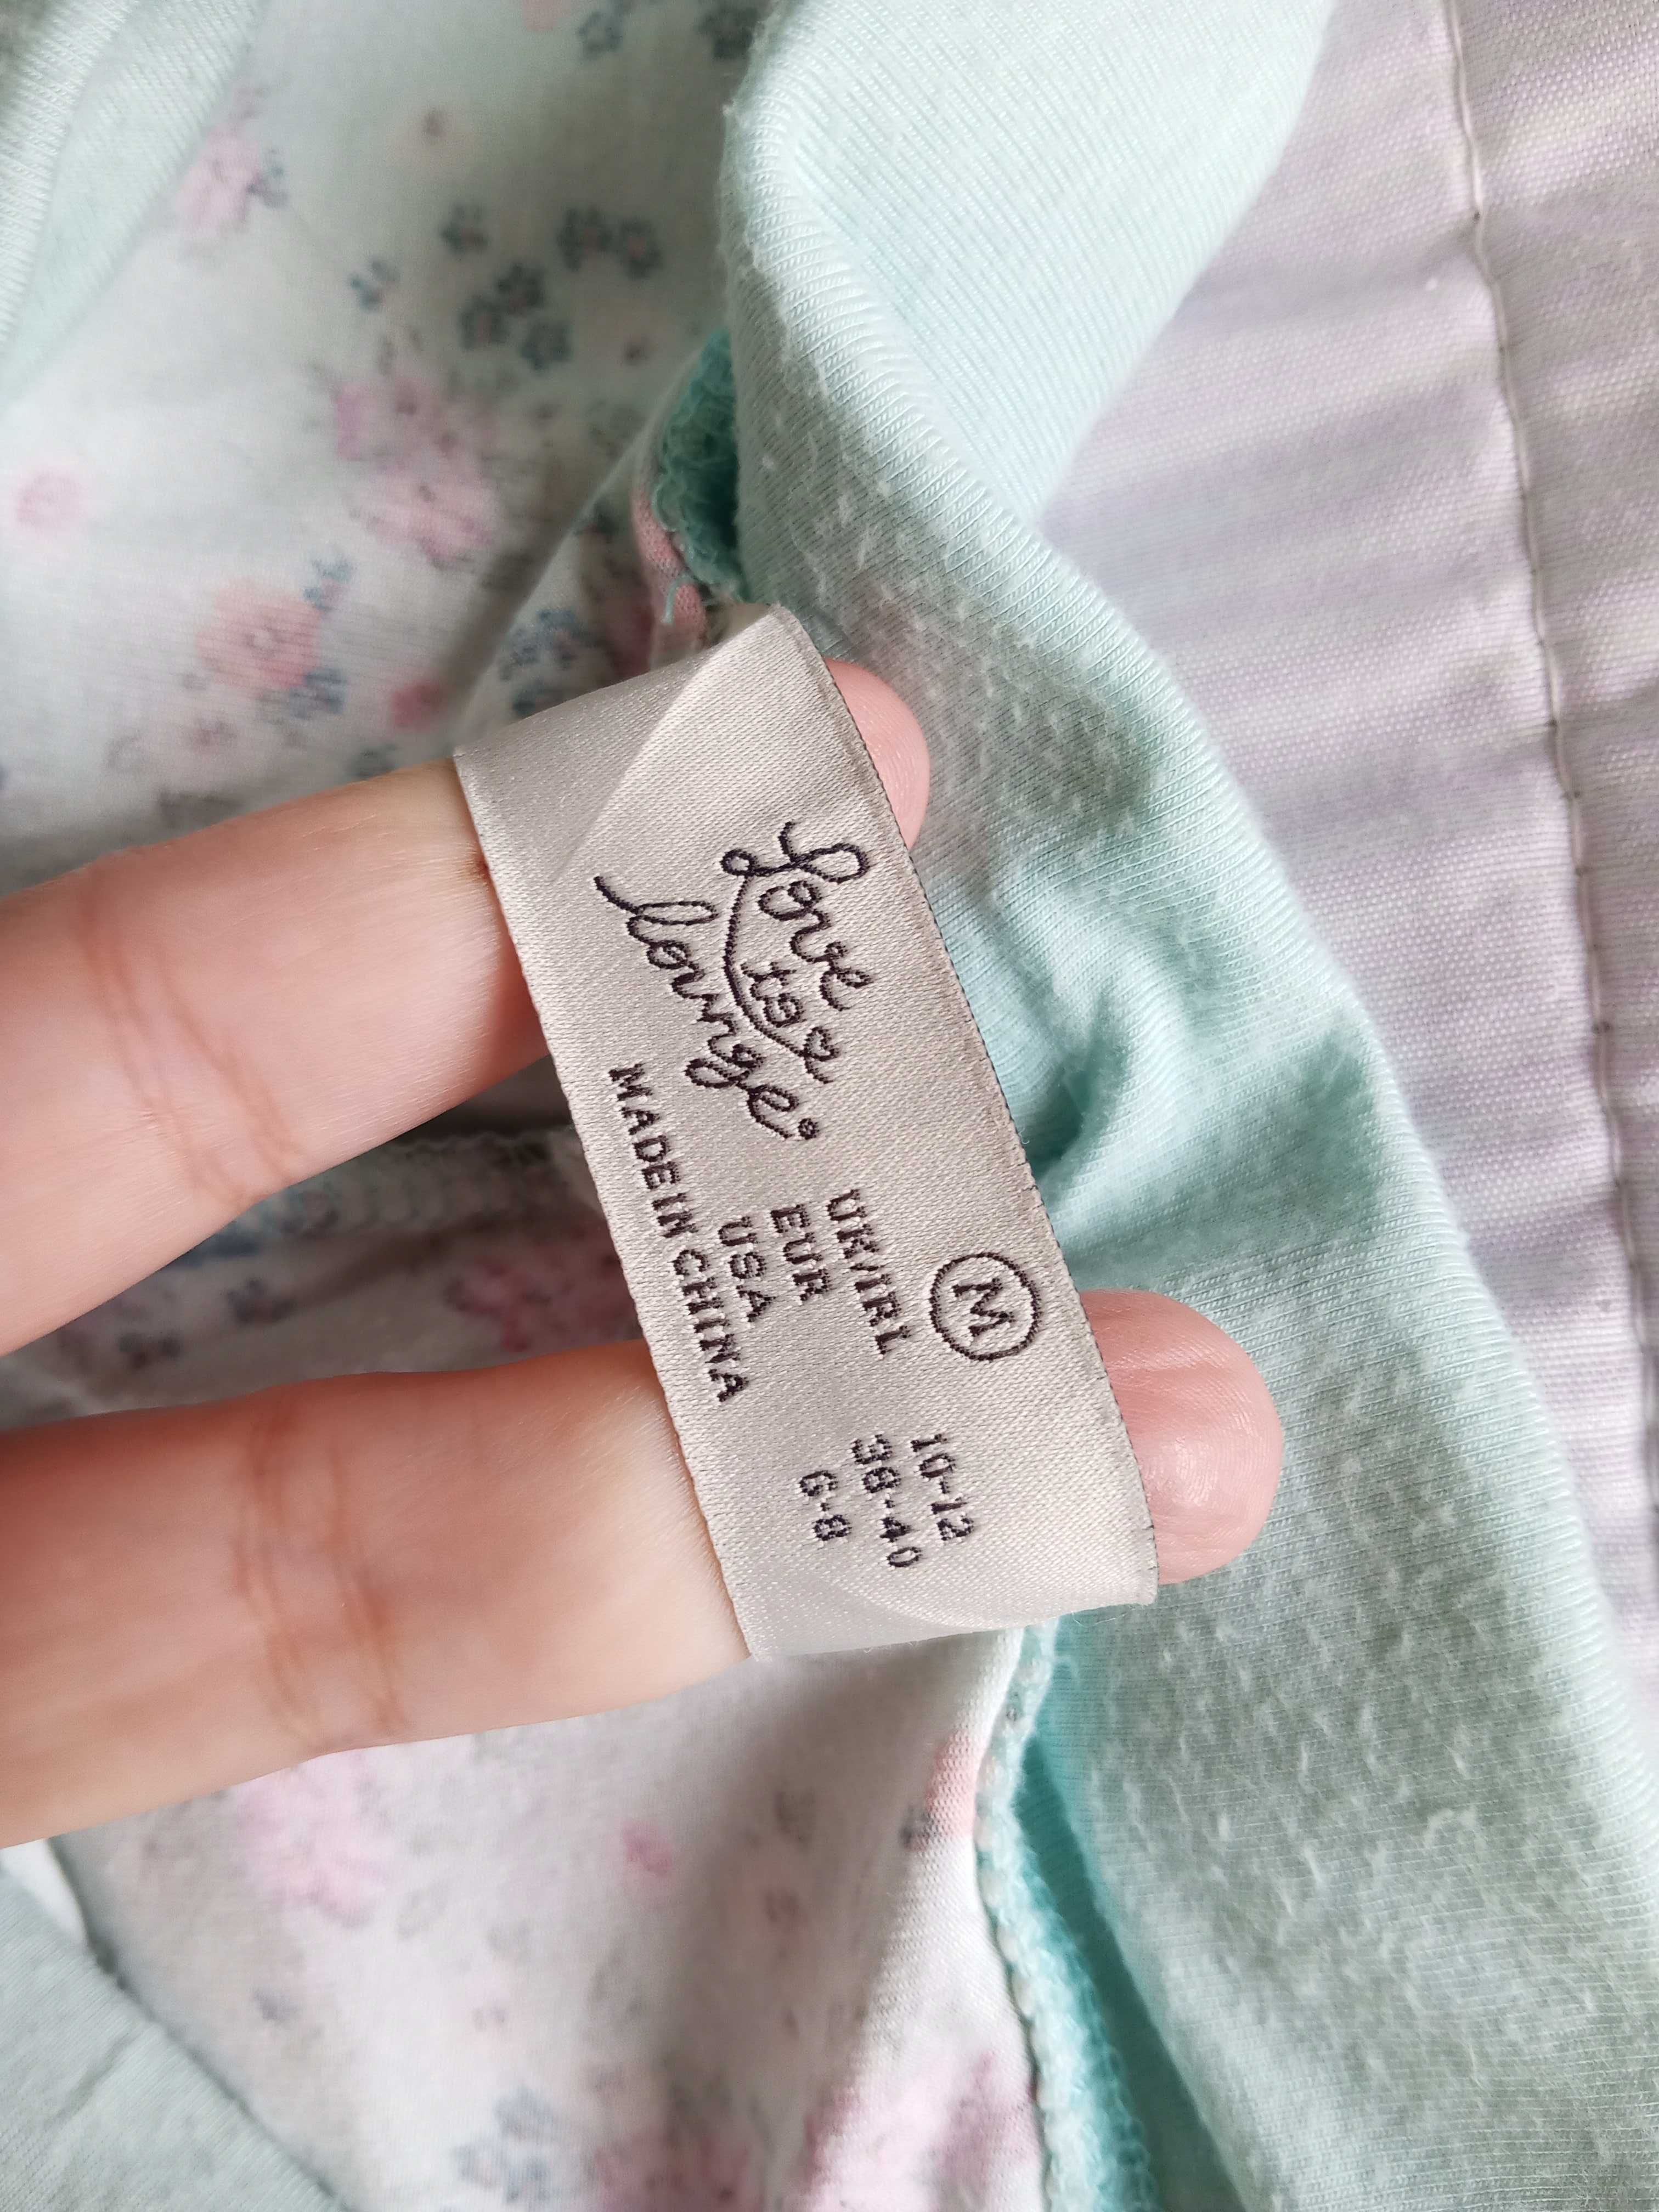 Love
to
lounge
M
UK/IRL 10-12
EUR 38-40
USA 6-8
MADE IN CHINA